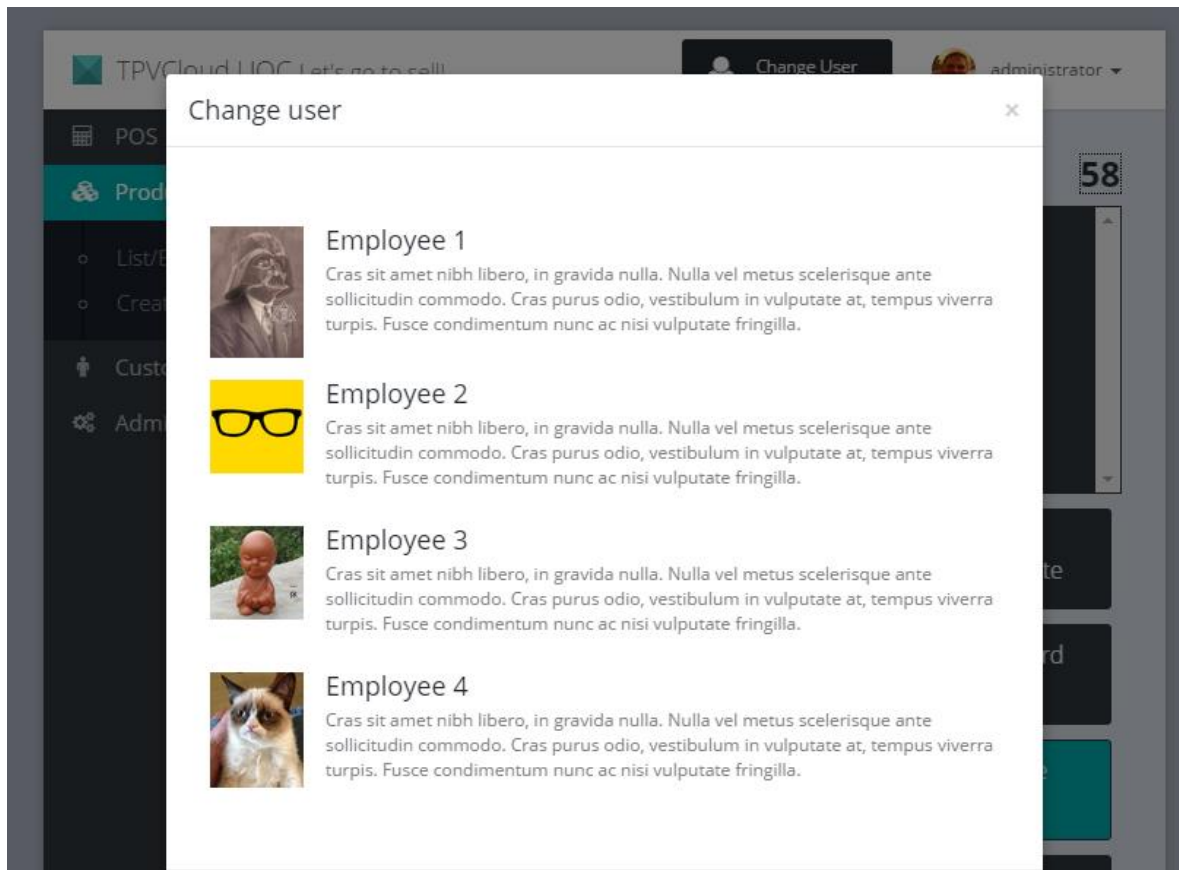 TPVCloud UOC Let's go to sell!
Change User
administrator
Change user
×
POS
58
Employee 1
Cras sit amet nibh libero, in gravida nulla. Nulla vel metus scelerisque ante
sollicitudin commodo. Cras purus odio, vestibulum in vulputate at, tempus viverra
turpis. Fusce condimentum nunc ac nisi vulputate fringilla.
Employee 2
Cras sit amet nibh libero, in gravida nulla. Nulla vel metus scelerisque ante
sollicitudin commodo. Cras purus odio, vestibulum in vulputate at, tempus viverra
turpis. Fusce condimentum nunc ac nisi vulputate fringilla.
Employee 3
Cras sit amet nibh libero, in gravida nulla. Nulla vel metus scelerisque ante
sollicitudin commodo. Cras purus odio, vestibulum in vulputate at, tempus viverra
turpis. Fusce condimentum nunc ac nisi vulputate fringilla.
Employee 4
Cras sit amet nibh libero, in gravida nulla. Nulla vel metus scelerisque ante
sollicitudin commodo. Cras purus odio, vestibulum in vulputate at, tempus viverra
turpis. Fusce condimentum nunc ac nisi vulputate fringilla.